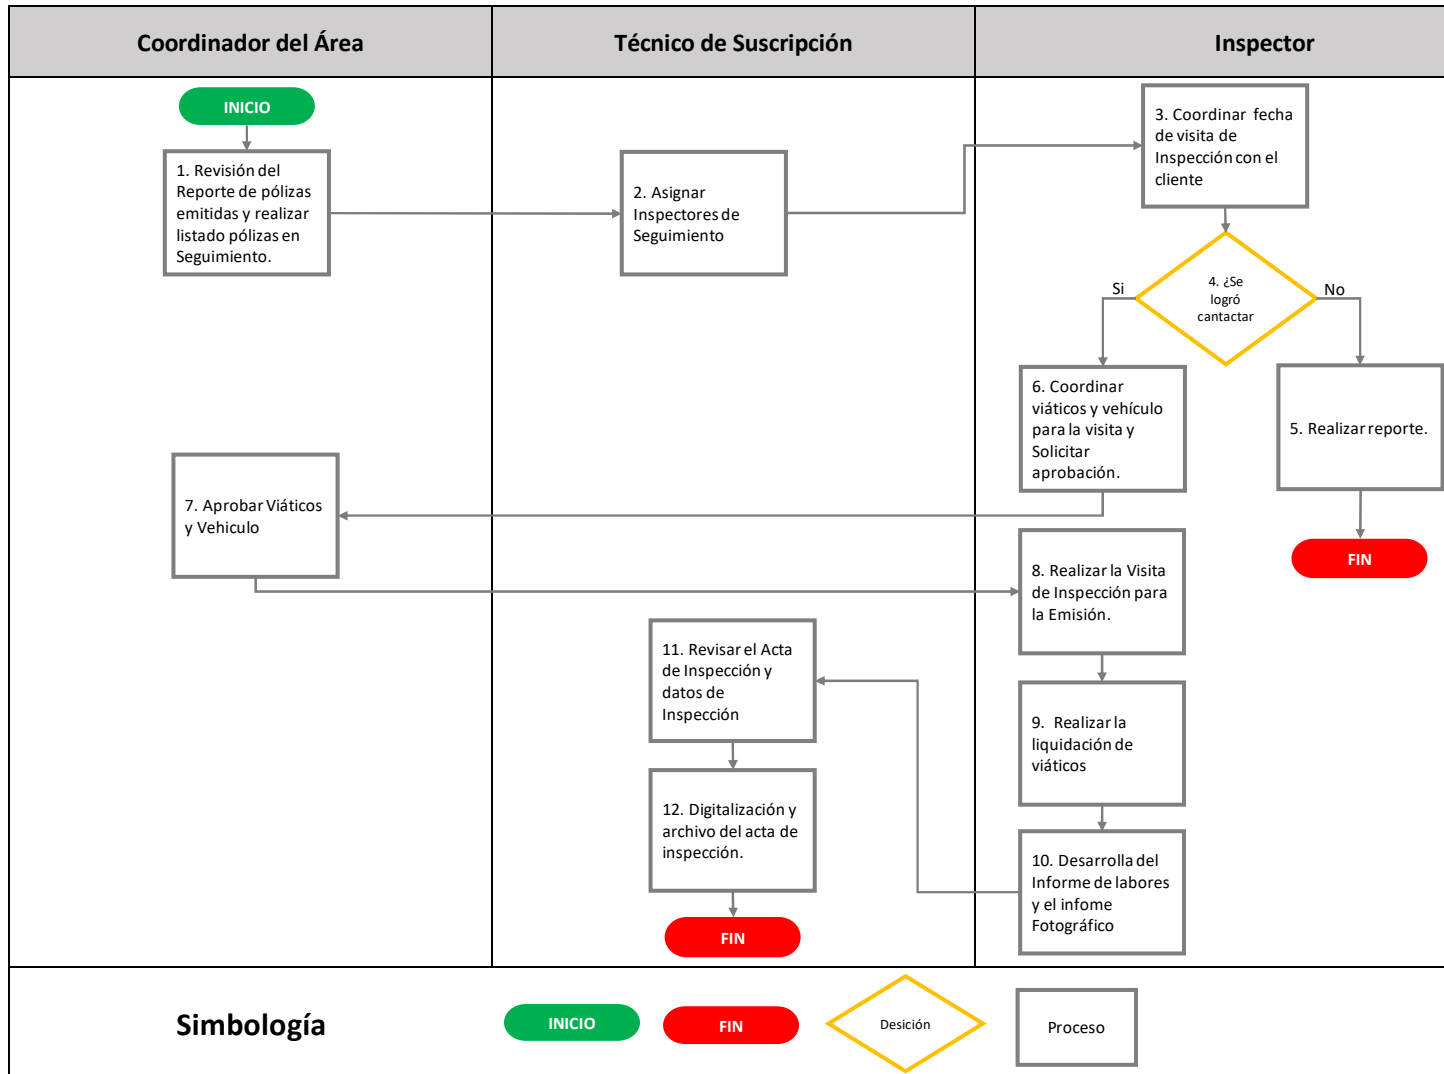 Coordinador del Área
Técnico de Suscripción
Inspector
INICIO
1. Revisión del
Reporte de pólizas
emitidas y realizar
listado pólizas en
Seguimiento.
2. Asignar
Inspectores de
Seguimiento
3. Coordinar fecha
de visita de
Inspección con el
cliente
4. ¿Se
logró
cantactar
Si
No
6. Coordinar
viáticos y vehículo
para la visita y
Solicitar
aprobación.
5. Realizar reporte.
FIN
7. Aprobar Viáticos
y Vehiculo
8. Realizar la Visita
de Inspección para
la Emisión.
9. Realizar la
liquidación de
viáticos
10. Desarrolla del
Informe de labores
y el infome
Fotográfico
11. Revisar el Acta
de Inspección y
datos de
Inspección
12. Digitalización y
archivo del acta de
inspección.
FIN
Simbología
INICIO
FIN
Desición
Proceso